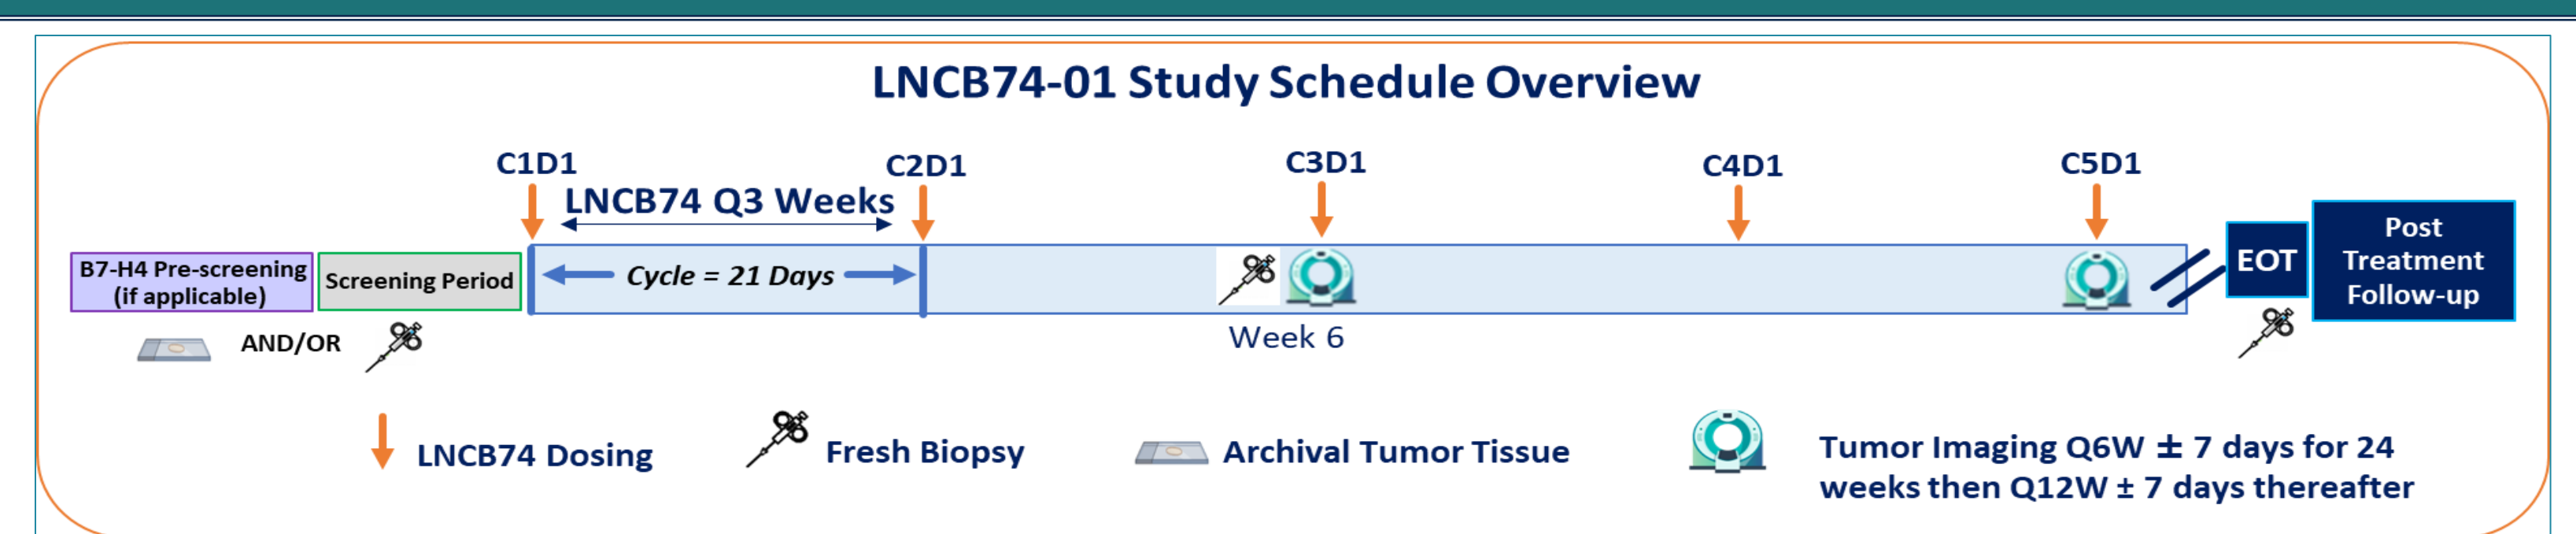 LNCB74-01 Study Schedule Overview
C1D1
C2D1
C3D1
C4D1
C5D1
LNCB74 Q3 Weeks
B7-H4 Pre-screening
(if applicable)
Screening Period
Cycle = 21 Days
EOT
Post
Treatment
Follow-up
AND/OR
Week 6
LNCB74 Dosing
Fresh Biopsy
Archival Tumor Tissue
Tumor Imaging Q6W ± 7 days for 24
weeks then Q12W ± 7 days thereafter